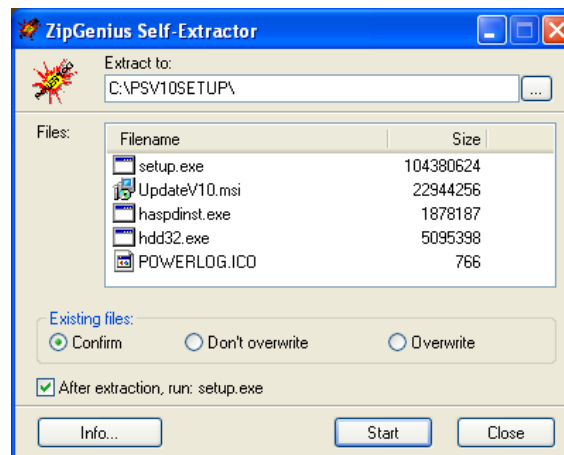 ZipGenius Self-Extractor
Extract to:
C:\PSV10SETUP\
...
Files:
Filename Size
setup.exe 104380624
UpdateV10.msi 22944256
haspdinst.exe 1878187
hdd32.exe 5095398
POWERLOG.ICO 766
Existing files:
Confirm Don't overwrite Overwrite
After extraction, run: setup.exe
Info... Start Close